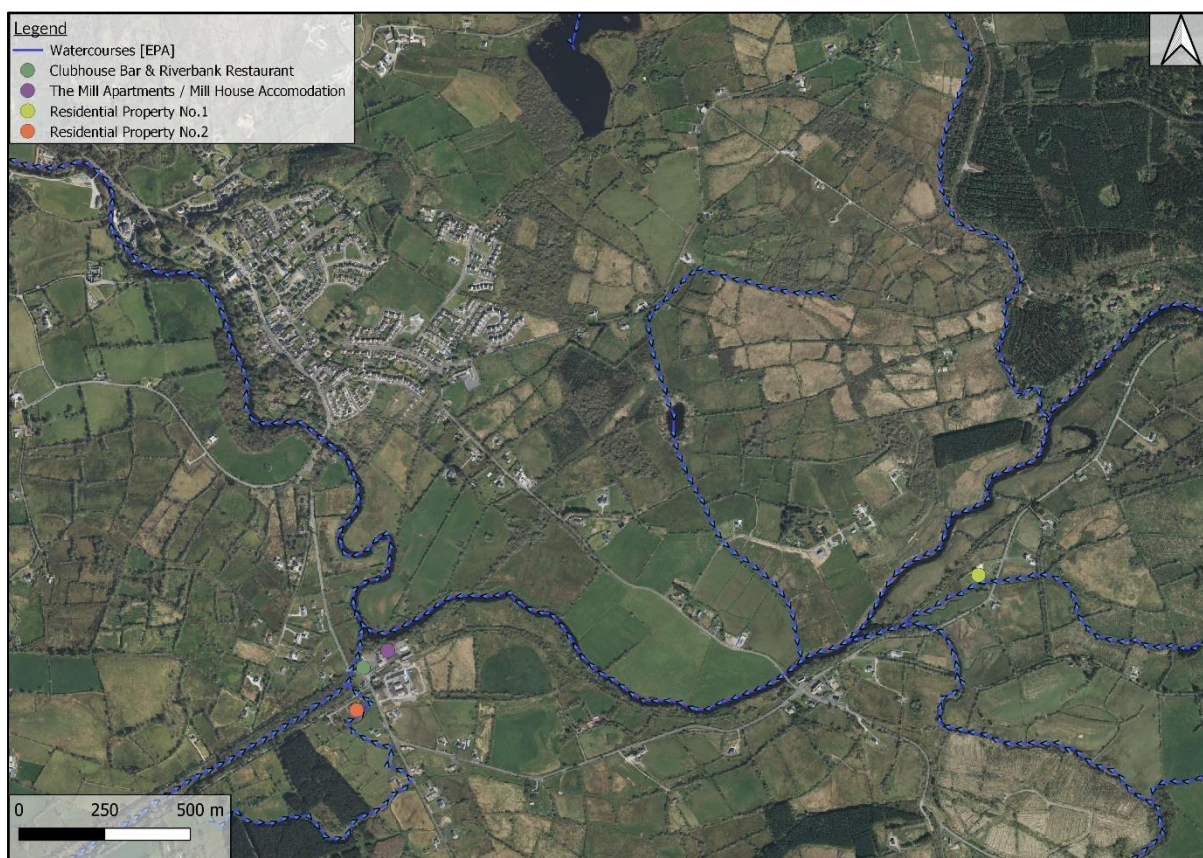 Legend
Watercourses [EPA]
Clubhouse Bar & Riverbank Restaurant
The Mill Apartments / Mill House Accomodation
Residential Property No.1
Residential Property No.2
0 250 500 m